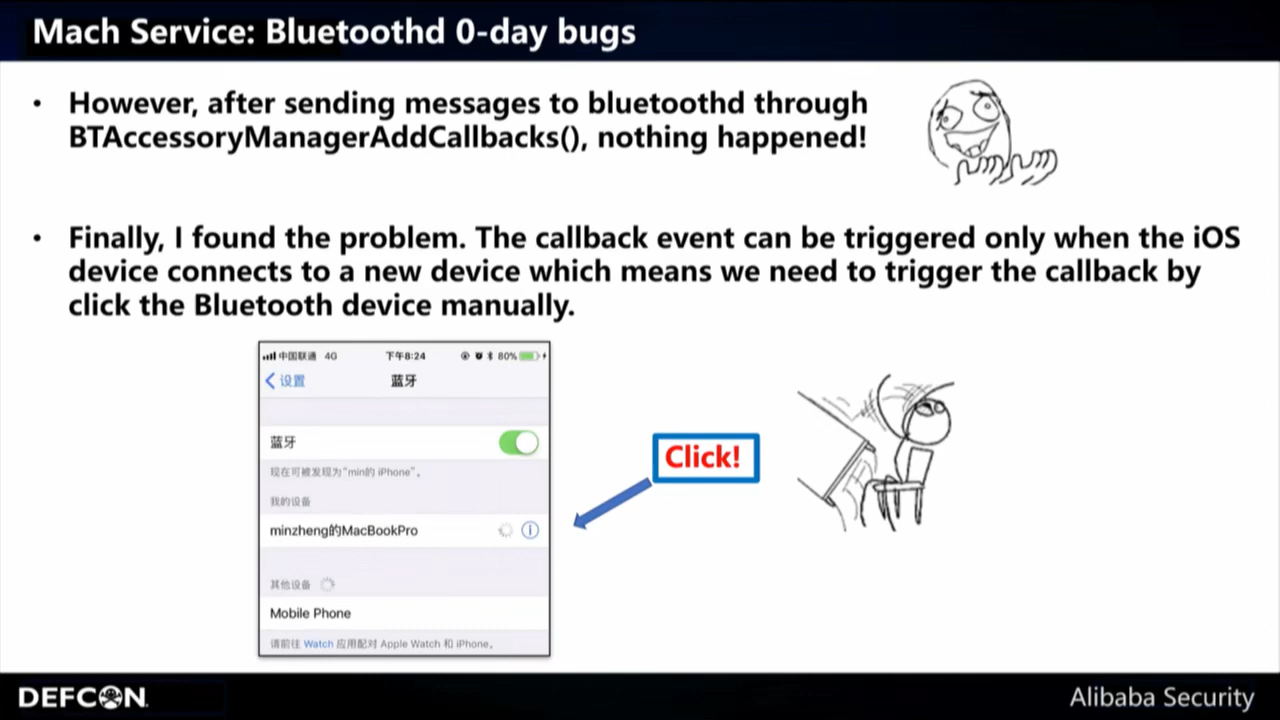 Mach Service: Bluetoothd 0-day bugs
• However, after sending messages to bluetoothd through
BTAccessoryManagerAddCallbacks(), nothing happened!
• Finally, I found the problem. The callback event can be triggered only when the iOS
device connects to a new device which means we need to trigger the callback by
click the Bluetooth device manually.
中国联通 4G 下午8:24 80%
设置 蓝牙
蓝牙
现在可被发现为“min的 iPhone”。
我的设备
minzheng的MacBookPro
其他设备
Mobile Phone
请前往 Watch 应用配对 Apple Watch 和 iPhone。
Click!
DEFCON
Alibaba Security